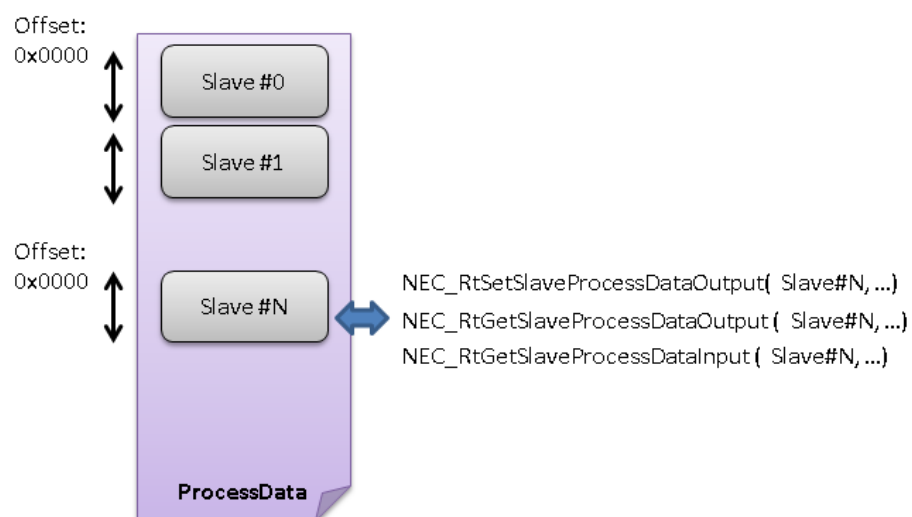 Offset:
0x0000
Slave #0
Slave #1
Offset:
0x0000
Slave #N
NEC_RtSetSlaveProcessDataOutput( Slave#N, ...)
NEC_RtGetSlaveProcessDataOutput ( Slave#N, ...)
NEC_RtGetSlaveProcessDataInput ( Slave#N, ...)
ProcessData